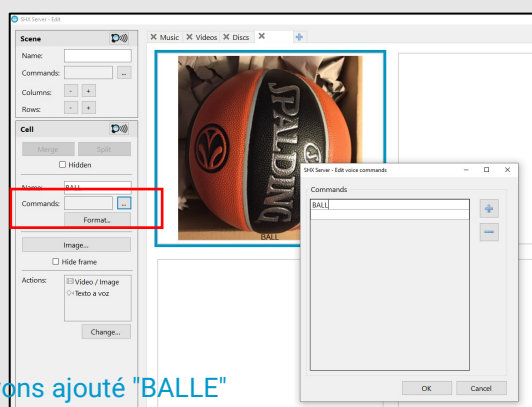 SHX Server - Edit
Scene
Name:
Commands:
...
Columns:
- +
Rows:
- +
Cell
Merge Split
Hidden
Name: BALL
Commands:
...
Format...
Image...
Hide frame
Actions:
Video / Image
Texto a voz
Change...
Music Videos Discs
SPALDING
BALL
SHX Server - Edit voice commands
Commands
BALL
OK Cancel
ons ajouté "BALLE"